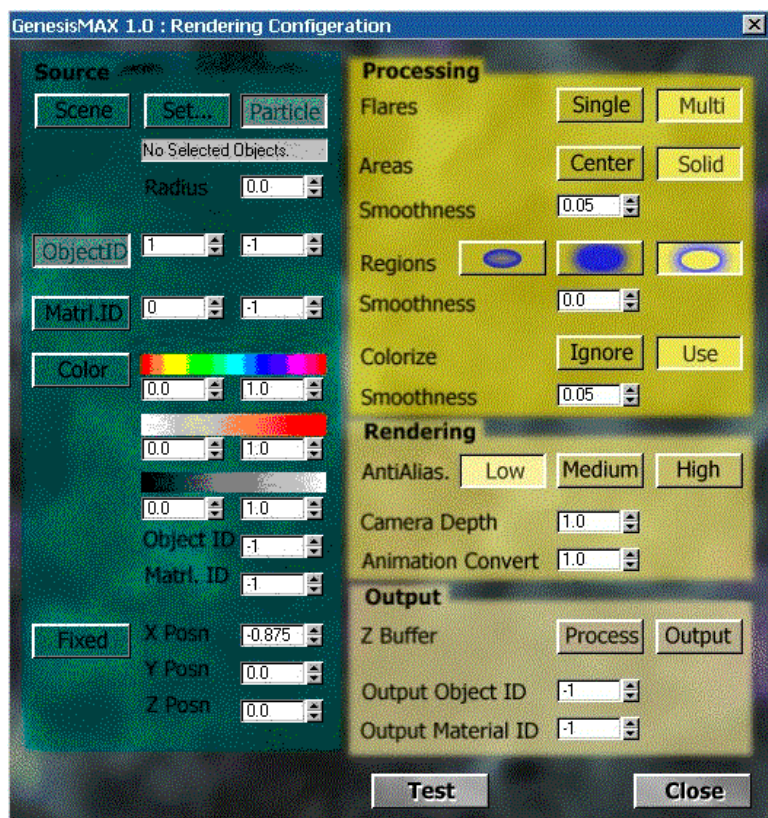 GenesisMAX 1.0 : Rendering Configeration
Source
Scene Set... Particle
No Selected Objects.
Radius 0.0
ObjectID 1 -1
Matrl.ID 0 -1
Color
0.0 1.0
0.0 1.0
0.0 1.0
Object ID -1
Matrl. ID -1
Fixed X Posn -0.875
Y Posn 0.0
Z Posn 0.0
Processing
Flares Single Multi
Areas Center Solid
Smoothness 0.05
Regions
Smoothness 0.0
Colorize Ignore Use
Smoothness 0.05
Rendering
AntiAlias. Low Medium High
Camera Depth 1.0
Animation Convert 1.0
Output
Z Buffer Process Output
Output Object ID -1
Output Material ID -1
Test Close